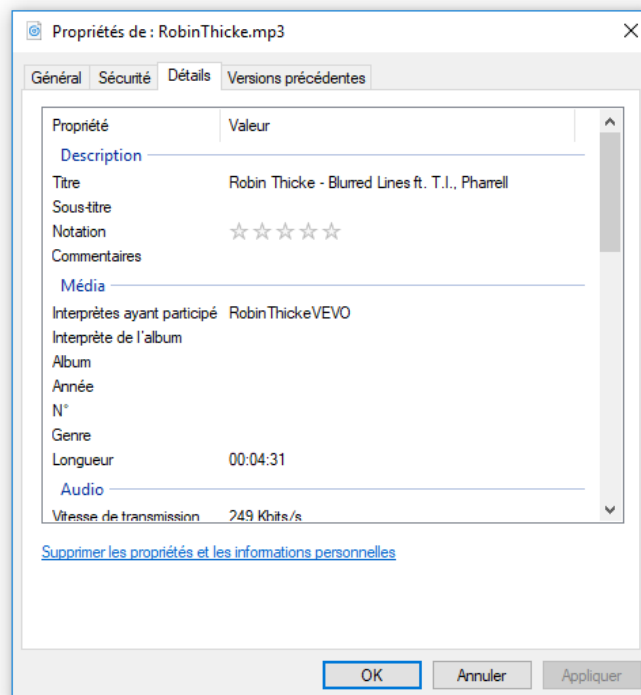 Propriétés de : RobinThicke.mp3
Général Sécurité Détails Versions précédentes
Propriété Valeur
Description
Titre Robin Thicke - Blurred Lines ft. T.I., Pharrell
Sous-titre
Notation
Commentaires
Média
Interprètes ayant participé RobinThickeVEVO
Interprète de l'album
Album
Année
N°
Genre
Longueur 00:04:31
Audio
Vitesse de transmission 249 Kbits/s
Supprimer les propriétés et les informations personnelles
OK Annuler Appliquer